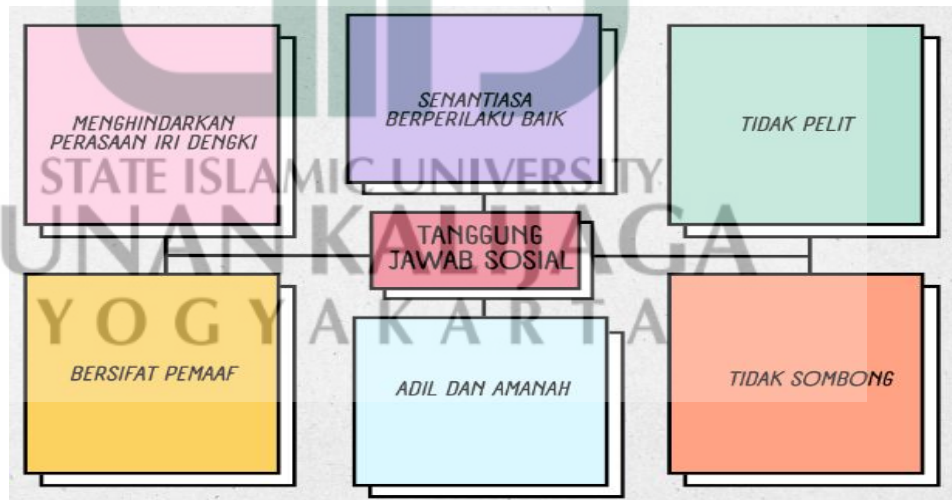 MENGHINDARKAN
PERASAAN IRI DENGKI
SENANTIASA
BERPERILAKU BAIK
TIDAK PELIT
STATE ISLAMIC UNIVERSITY
TANGGUNG
JAWAB SOSIAL
UNAN KALIJAGA
YOGYAKARTA
BERSIFAT PEMAAF
ADIL DAN AMANAH
TIDAK SOMBONG